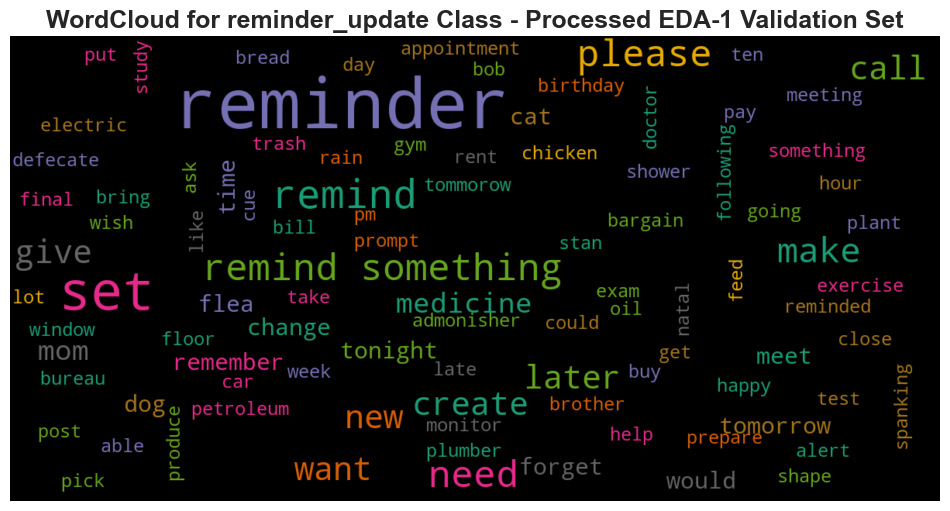 WordCloud for reminder_update Class - Processed EDA-1 Validation Set
put study bread day appointment bob please ten call
reminder birthday doctor pay meeting
electric cat
trash rain gym rent chicken following something
defecate ask time cue tommorow shower hour
final bring remind
wish like bill pm bargain going plant
prompt stan make
give remind something feed exercise
lot set flea take medicine exam oil natal reminded
window floor change admonisher could close
mom remember tonight get meet
bureau car week late later buy happy spanking
dog petroleum new create brother test
post produce monitor help prepare tomorrow
able plumber alert
pick want need forget would shape